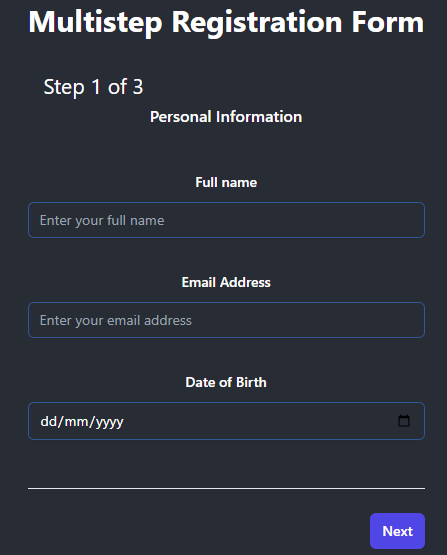 Multistep Registration Form
Step 1 of 3
Personal Information
Full name
Enter your full name
Email Address
Enter your email address
Date of Birth
dd/mm/yyyy
Next